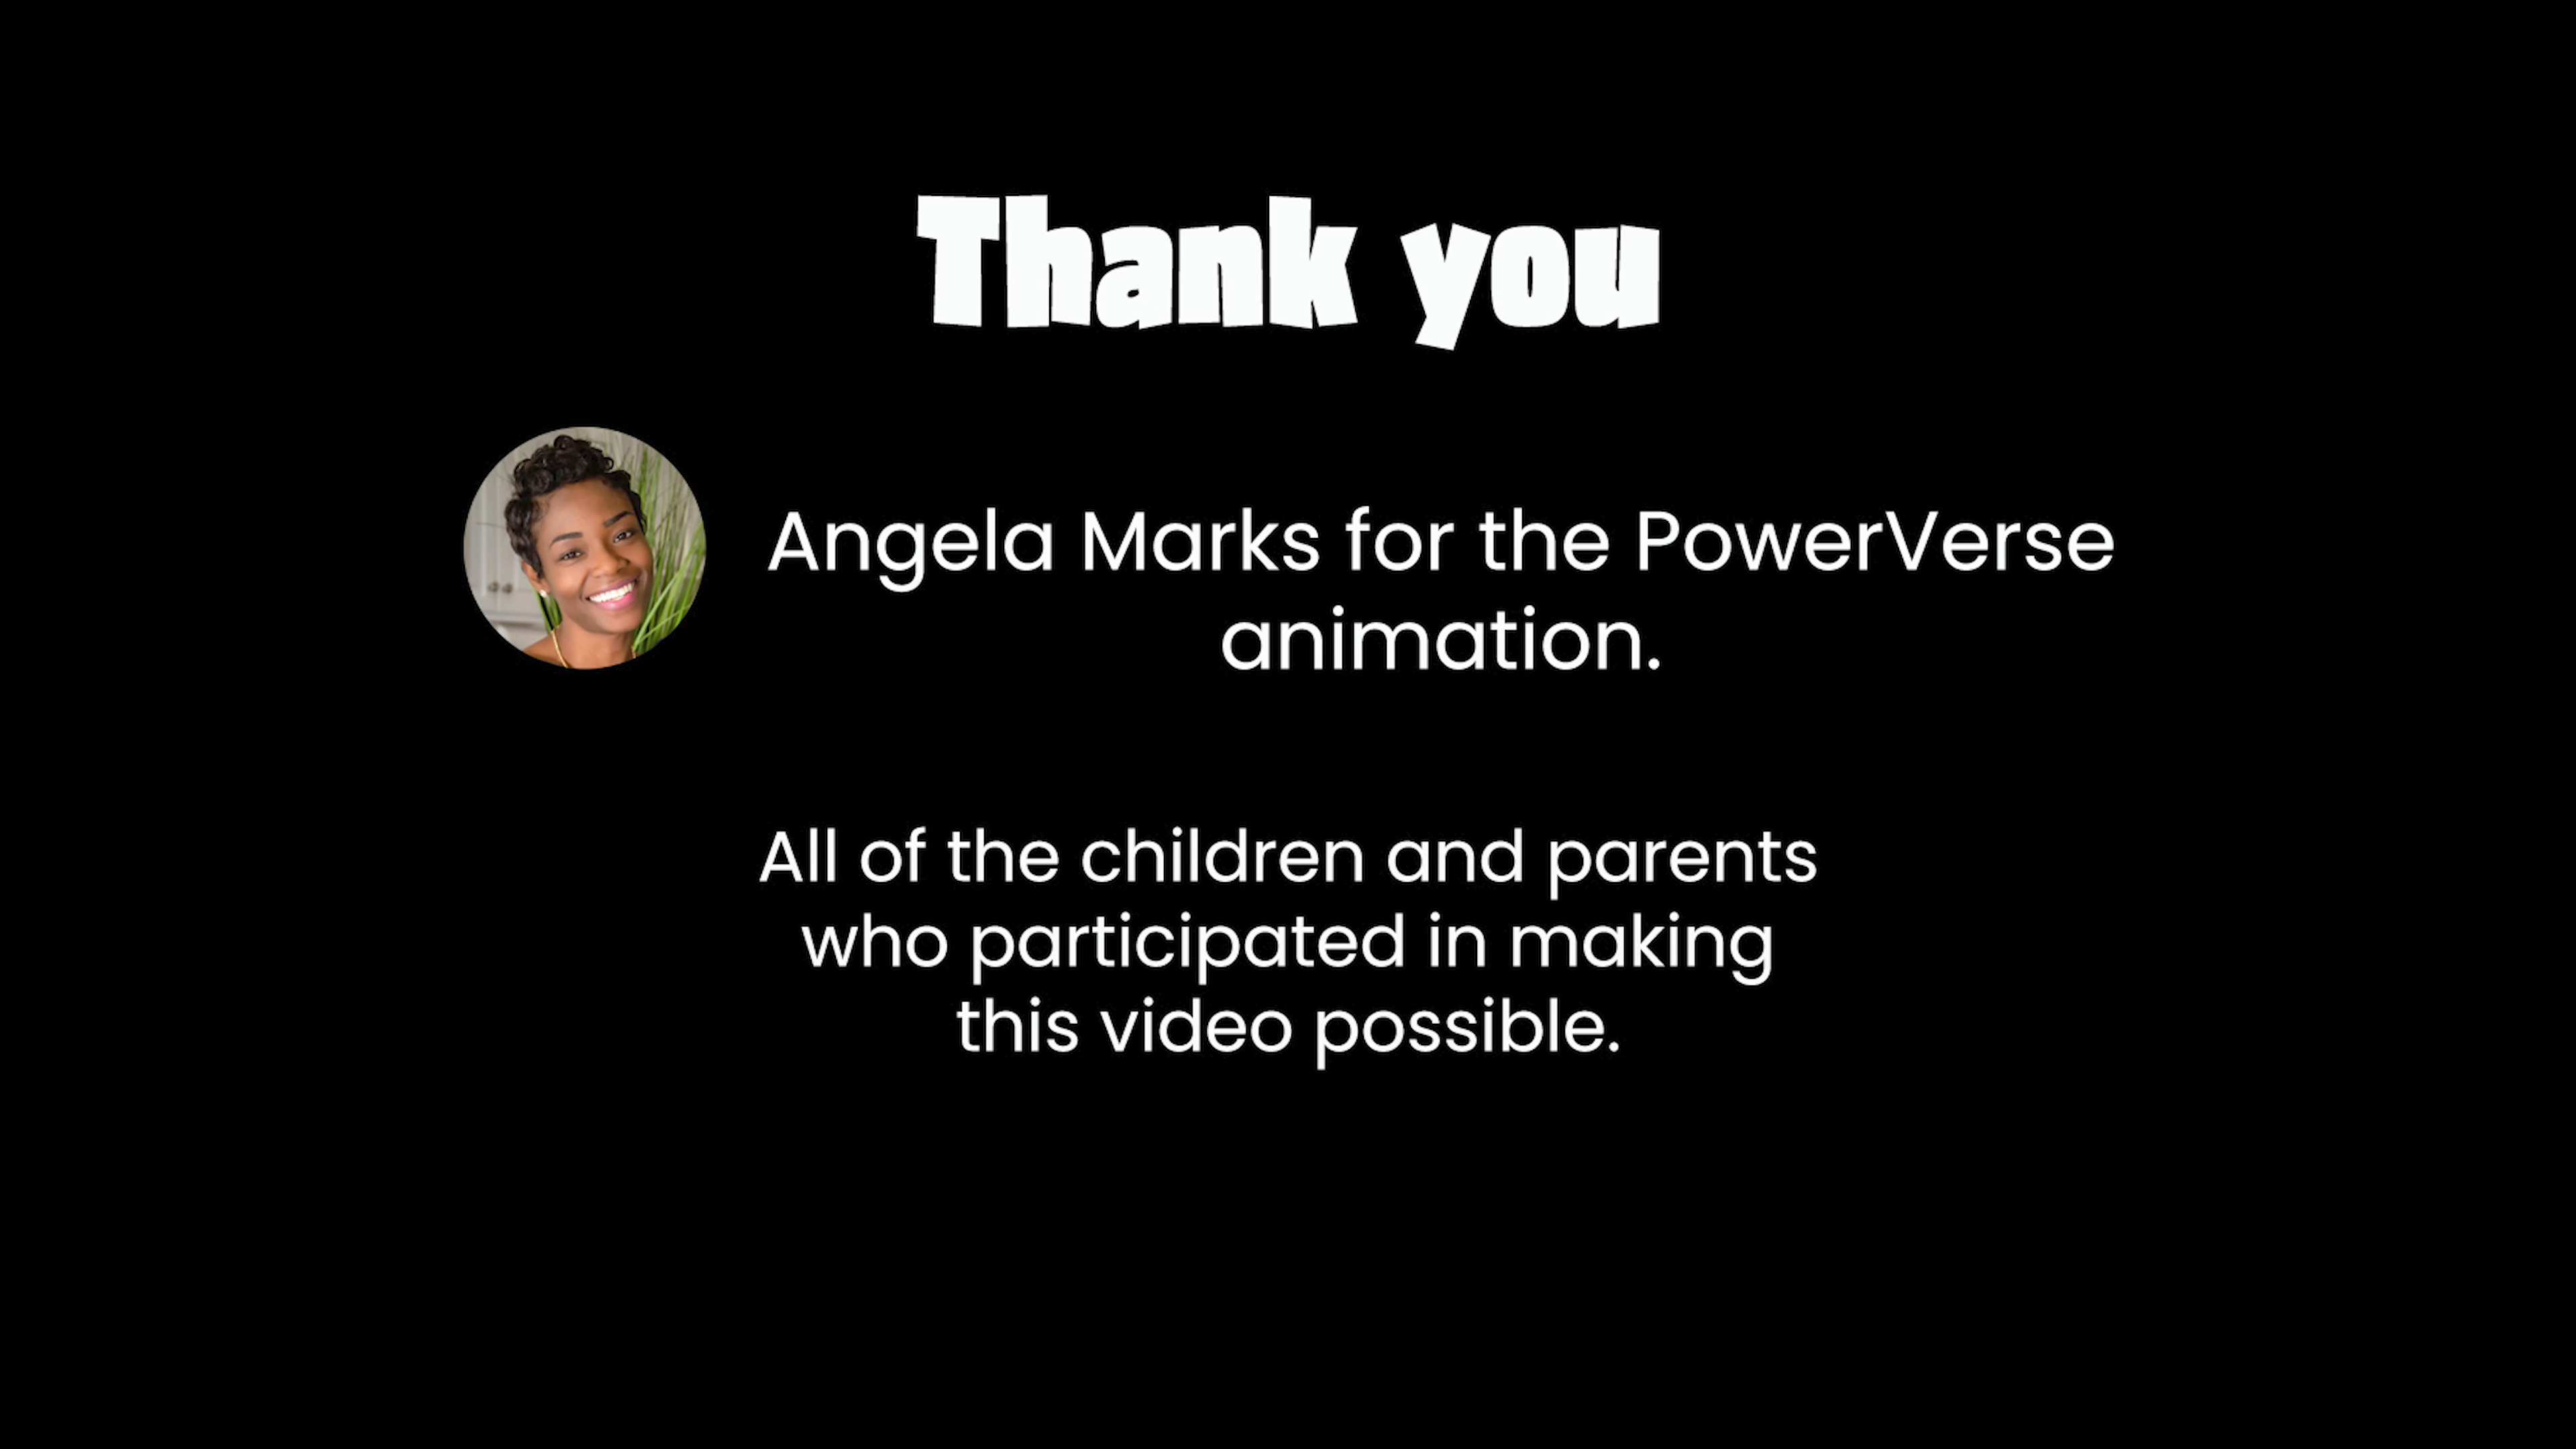 Thank you
Angela Marks for the PowerVerse
animation.
All of the children and parents
who participated in making
this video possible.